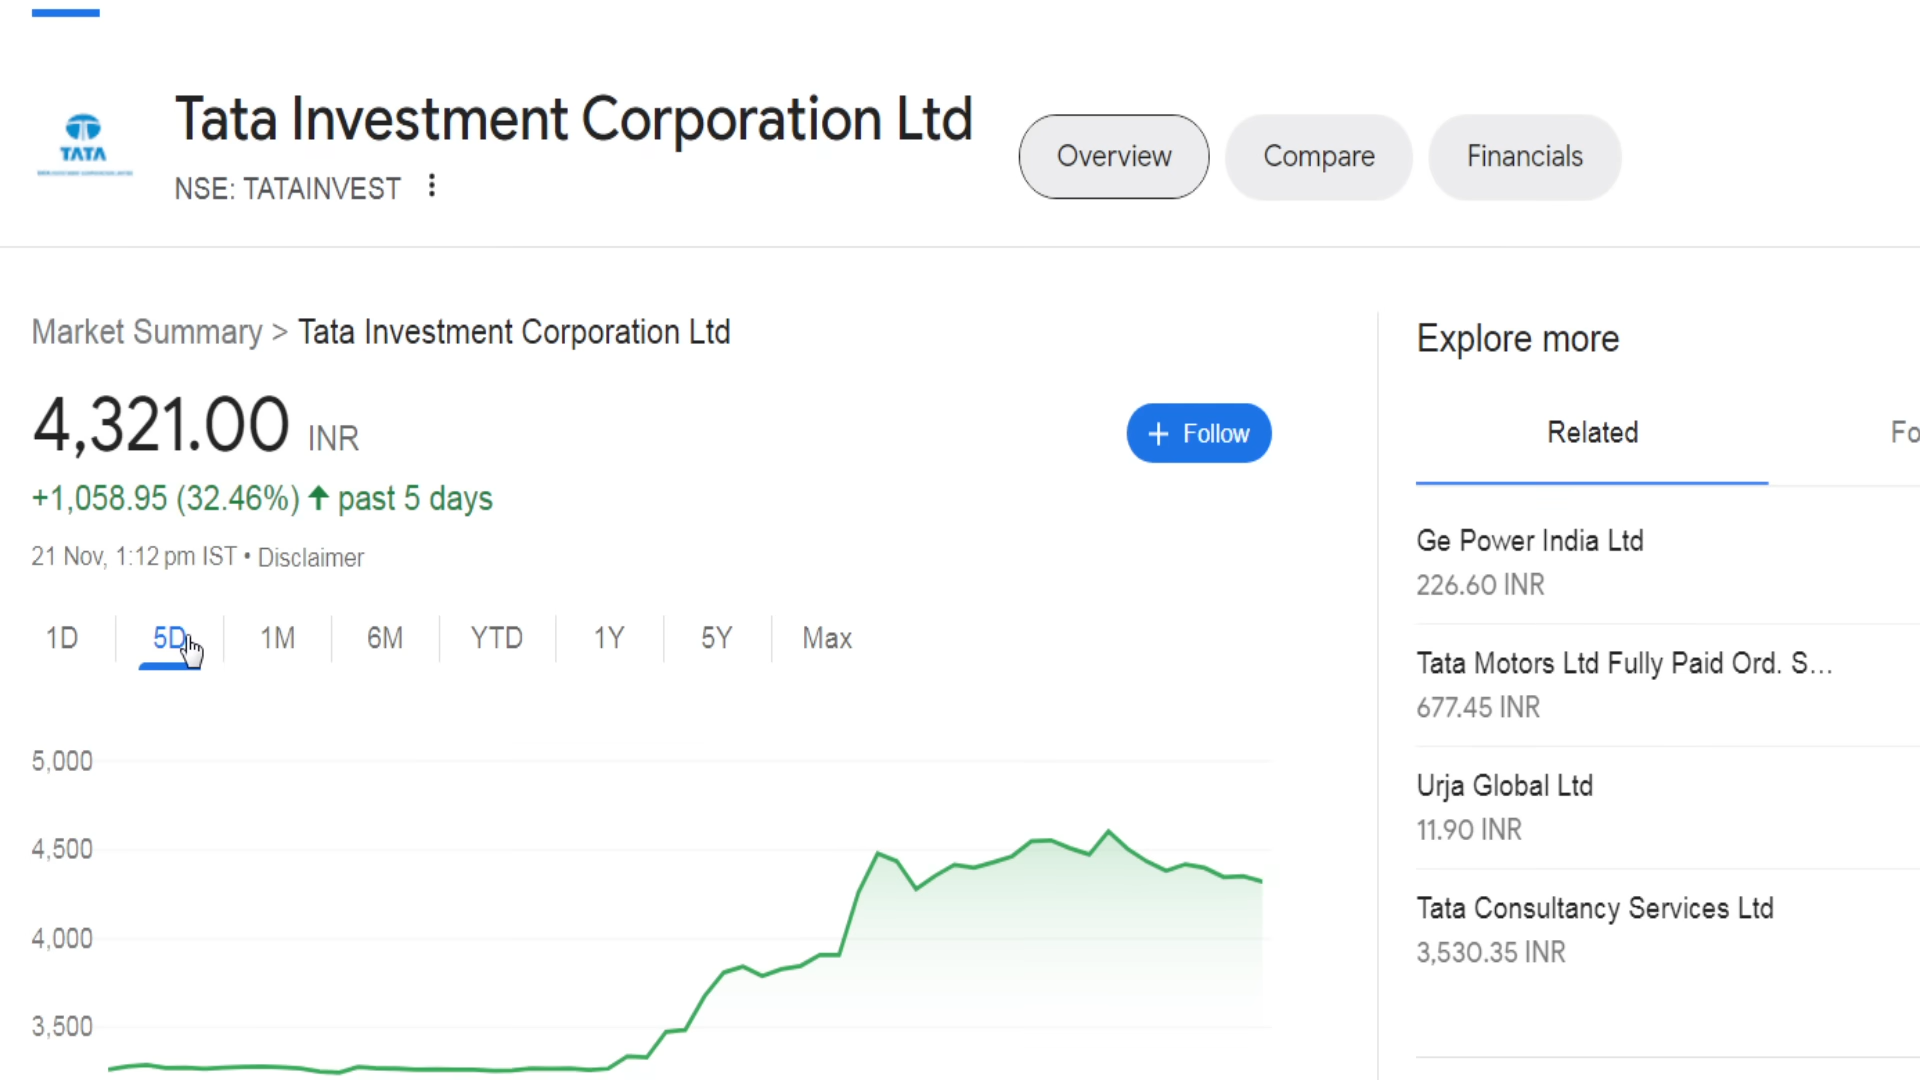 TATA
Tata Investment Corporation Ltd
NSE: TATAINVEST
Overview
Compare
Financials
Market Summary > Tata Investment Corporation Ltd
4,321.00 INR
+ Follow
+1,058.95 (32.46%) ↑ past 5 days
21 Nov, 1:12 pm IST • Disclaimer
1D
5D
1M
6M
YTD
1Y
5Y
Max
5,000
4,500
4,000
3,500
Explore more
Related
Fo
Ge Power India Ltd
226.60 INR
Tata Motors Ltd Fully Paid Ord. S...
677.45 INR
Urja Global Ltd
11.90 INR
Tata Consultancy Services Ltd
3,530.35 INR